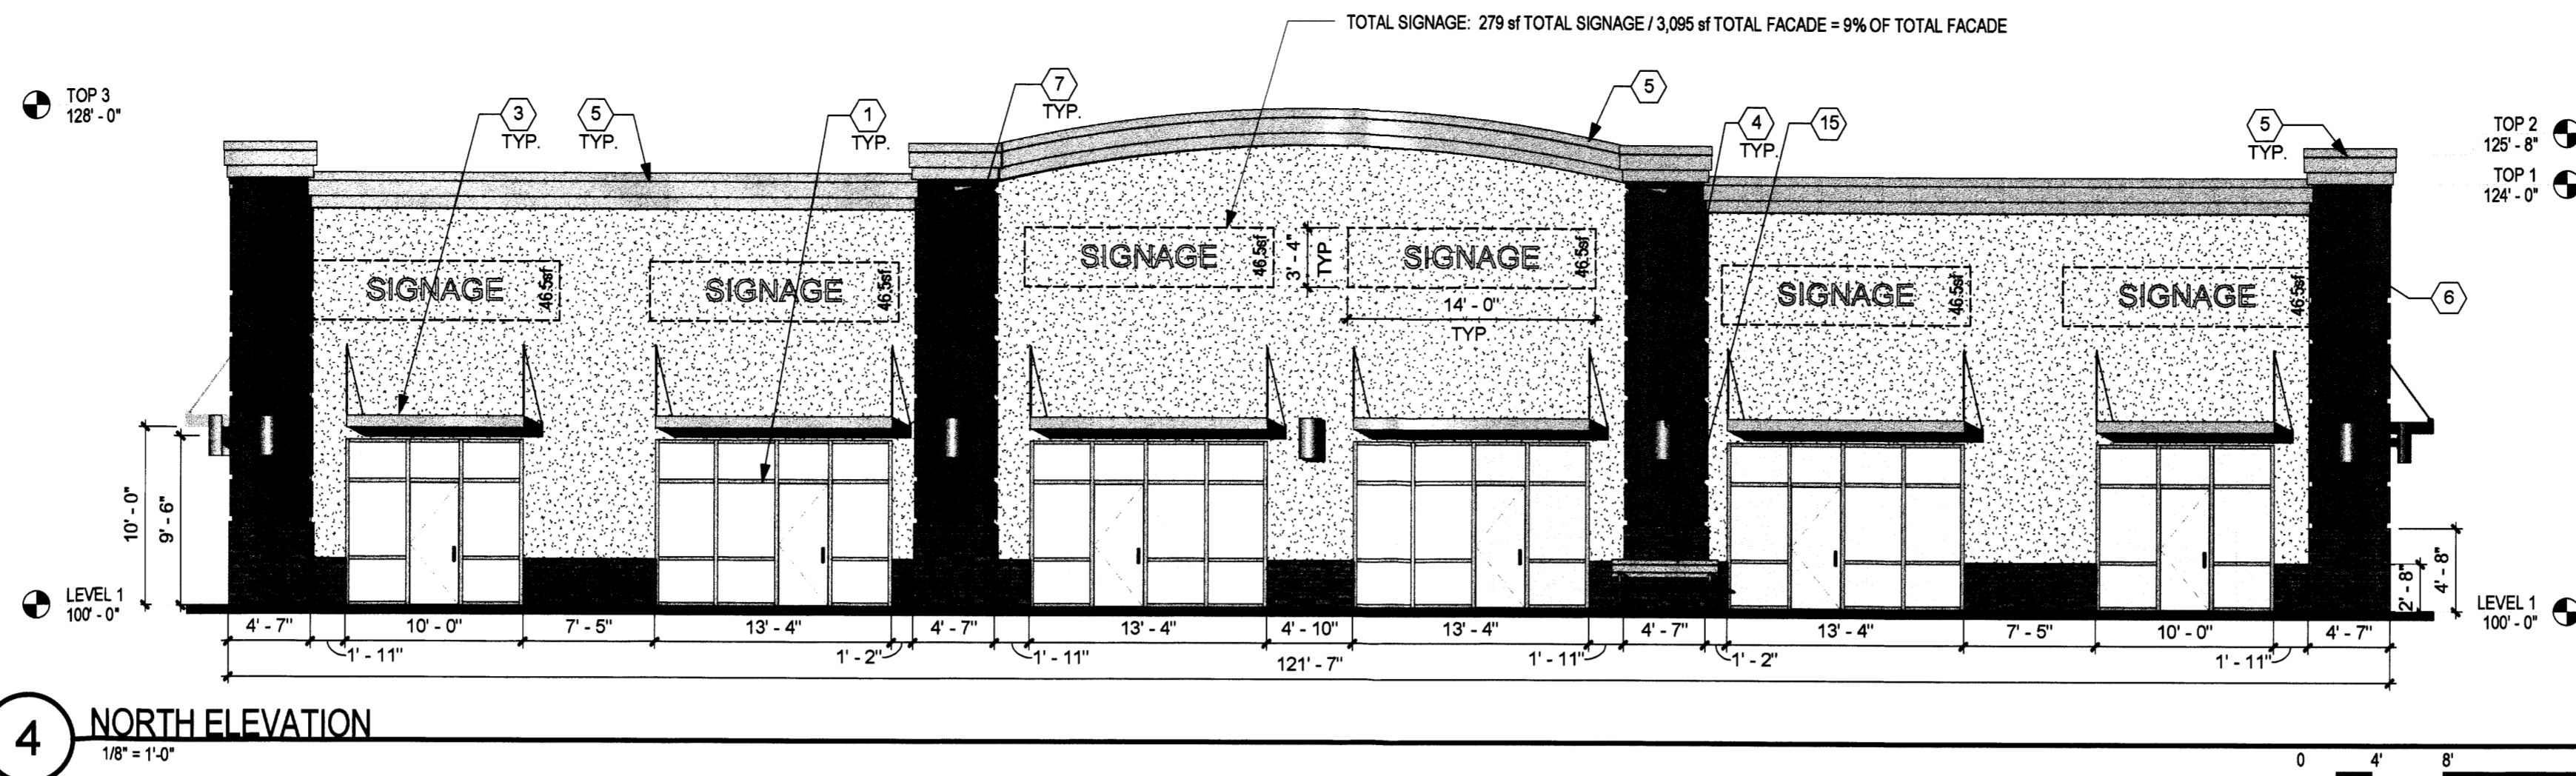 TOTAL SIGNAGE: 279 sf TOTAL SIGNAGE / 3,095 sf TOTAL FACADE = 9% OF TOTAL FACADE
TOP 3
128' - 0"
3
TYP.
5
TYP.
1
TYP.
7
TYP.
5
4
TYP.
15
5
TYP.
TOP 2
125' - 8"
TOP 1
124' - 0"
SIGNAGE
46.5sf
SIGNAGE
46.5sf
SIGNAGE
46.5sf
3' - 4"
TYP
SIGNAGE
46.5sf
14' - 0"
TYP
SIGNAGE
46.5sf
SIGNAGE
46.5sf
6
10' - 0"
9' - 6"
2' - 8"
4' - 8"
LEVEL 1
100' - 0"
LEVEL 1
100' - 0"
4' - 7"
10' - 0"
7' - 5"
13' - 4"
4' - 7"
13' - 4"
4' - 10"
13' - 4"
4' - 7"
13' - 4"
7' - 5"
10' - 0"
4' - 7"
1' - 11"
1' - 2"
1' - 11"
121' - 7"
1' - 11"
1' - 2"
1' - 11"
4
NORTH ELEVATION
1/8" = 1'-0"
0 4' 8'